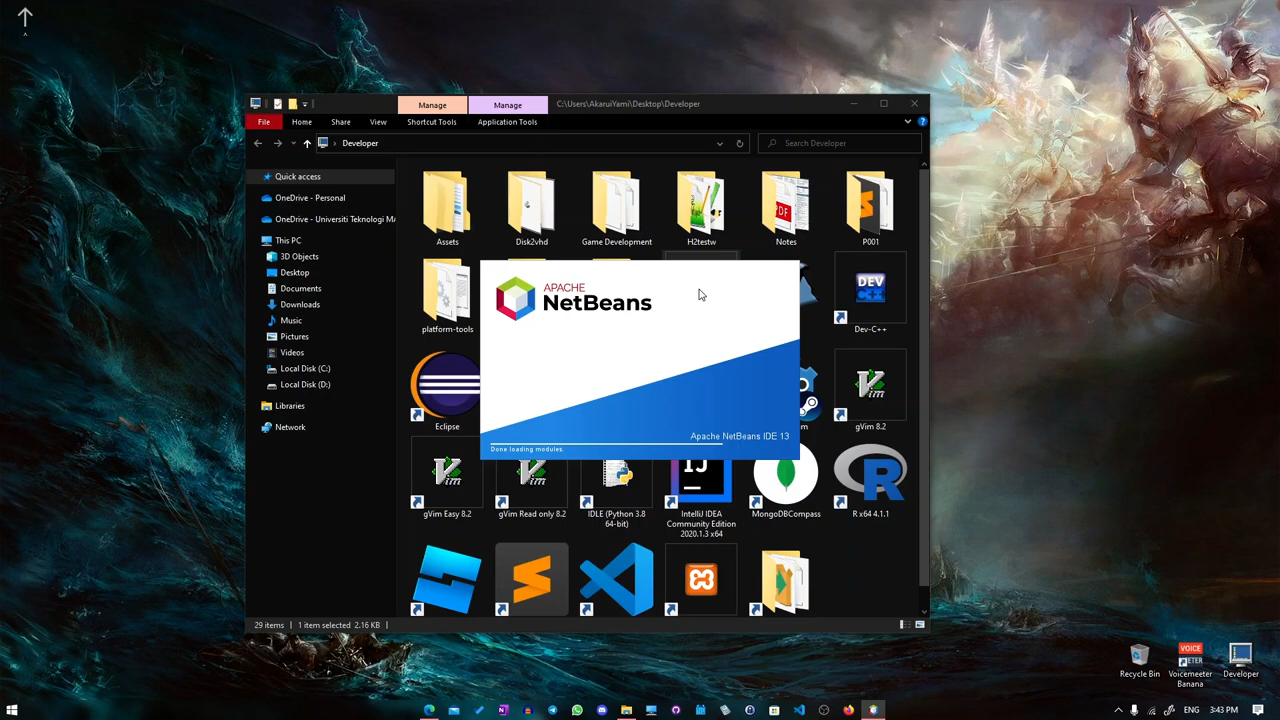 Manage
Manage
C:\Users\AkaruiYami\Desktop\Developer
File
Home
Share
View
Shortcut Tools
Application Tools
Developer
Search Developer
Quick access
OneDrive - Personal
OneDrive - Universiti Teknologi MA
This PC
3D Objects
Desktop
Documents
Downloads
Music
Pictures
Videos
Local Disk (C:)
Local Disk (D:)
Libraries
Network
Assets
Disk2vhd
Game Development
H2testw
PDF
Notes
P001
platform-tools
APACHE
NetBeans
Apache NetBeans IDE 13
Done loading modules.
DEV
C++
Dev-C++
Eclipse
gVim 8.2
gVim Easy 8.2
gVim Read only 8.2
IDLE (Python 3.8
64-bit)
IJ
IntelliJ IDEA
Community Edition
2020.1.3 x64
MongoDBCompass
R x64 4.1.1
29 items
1 item selected 2.16 KB
Recycle Bin
VOICE
Voicemeeter
Banana
Developer
ENG
3:43 PM